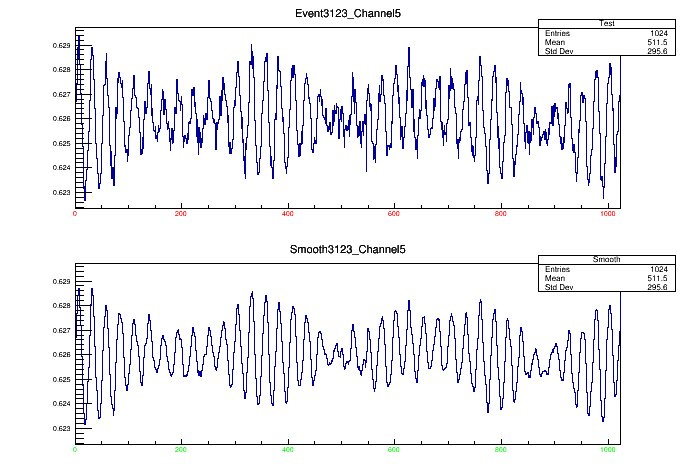 Event3123_Channel5
Test
Entries 1024
Mean 511.5
Std Dev 295.6
0.629
0.628
0.627
0.626
0.625
0.624
0.623
0 200 400 600 800 1000
Smooth3123_Channel5
Smooth
Entries 1024
Mean 511.5
Std Dev 295.6
0.629
0.628
0.627
0.626
0.625
0.624
0.623
0 200 400 600 800 1000